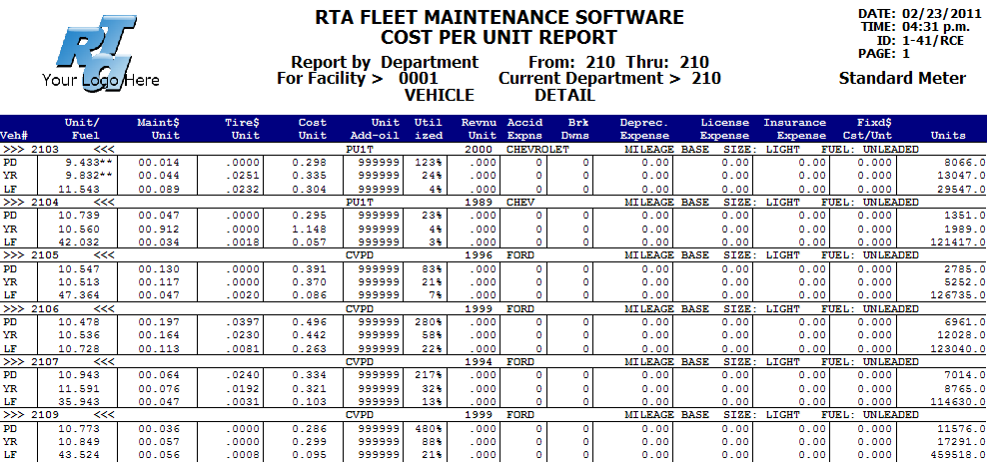 RTA FLEET MAINTENANCE SOFTWARE DATE: 02/23/2011
COST PER UNIT REPORT TIME: 04:31 p.m.
RTA ID: 1-41/RCE
PAGE: 1
Report by Department From: 210 Thru: 210
Your Logo Here For Facility > 0001 Current Department > 210 Standard Meter
VEHICLE DETAIL
Unit/ Maint$ Tire$ Cost Unit Util Revnu Accid Brk Deprec. License Insurance Fixd$
Veh# Fuel Unit Unit Unit Add-oil ized Unit Expns Dwns Expense Expense Expense Cst/Unt Units
>>> 2103 <<< PU1T 2000 CHEVROLET MILEAGE BASE SIZE: LIGHT FUEL: UNLEADED
PD 9.433** 00.014 .0000 0.298 999999 123% .000 0 0 0.00 0.00 0.00 0.000 8066.0
YR 9.832** 00.044 .0251 0.335 999999 24% .000 0 0 0.00 0.00 0.00 0.000 13047.0
LF 11.543 00.089 .0232 0.304 999999 4% .000 0 0 0.00 0.00 0.00 0.000 29547.0
>>> 2104 <<< PU1T 1989 CHEV MILEAGE BASE SIZE: LIGHT FUEL: UNLEADED
PD 10.739 00.047 .0000 0.295 999999 23% .000 0 0 0.00 0.00 0.00 0.000 1351.0
YR 10.560 00.912 .0000 1.148 999999 4% .000 0 0 0.00 0.00 0.00 0.000 1989.0
LF 42.032 00.034 .0018 0.057 999999 3% .000 0 0 0.00 0.00 0.00 0.000 121417.0
>>> 2105 <<< CVPD 1996 FORD MILEAGE BASE SIZE: LIGHT FUEL: UNLEADED
PD 10.547 00.130 .0000 0.391 999999 83% .000 0 0 0.00 0.00 0.00 0.000 2785.0
YR 10.513 00.117 .0000 0.370 999999 21% .000 0 0 0.00 0.00 0.00 0.000 5252.0
LF 47.364 00.047 .0020 0.086 999999 7% .000 0 0 0.00 0.00 0.00 0.000 126735.0
>>> 2106 <<< CVPD 1999 FORD MILEAGE BASE SIZE: LIGHT FUEL: UNLEADED
PD 10.478 00.197 .0397 0.496 999999 280% .000 0 0 0.00 0.00 0.00 0.000 6961.0
YR 10.536 00.164 .0230 0.442 999999 58% .000 0 0 0.00 0.00 0.00 0.000 12028.0
LF 10.728 00.113 .0081 0.263 999999 22% .000 0 0 0.00 0.00 0.00 0.000 123040.0
>>> 2107 <<< CVPD 1994 FORD MILEAGE BASE SIZE: LIGHT FUEL: UNLEADED
PD 10.943 00.064 .0240 0.334 999999 217% .000 0 0 0.00 0.00 0.00 0.000 7014.0
YR 11.591 00.076 .0192 0.321 999999 32% .000 0 0 0.00 0.00 0.00 0.000 8765.0
LF 35.943 00.047 .0031 0.103 999999 13% .000 0 0 0.00 0.00 0.00 0.000 114630.0
>>> 2109 <<< CVPD 1999 FORD MILEAGE BASE SIZE: LIGHT FUEL: UNLEADED
PD 10.773 00.036 .0000 0.286 999999 480% .000 0 0 0.00 0.00 0.00 0.000 11576.0
YR 10.849 00.057 .0000 0.299 999999 88% .000 0 0 0.00 0.00 0.00 0.000 17291.0
LF 43.524 00.056 .0008 0.095 999999 21% .000 0 0 0.00 0.00 0.00 0.000 459518.0